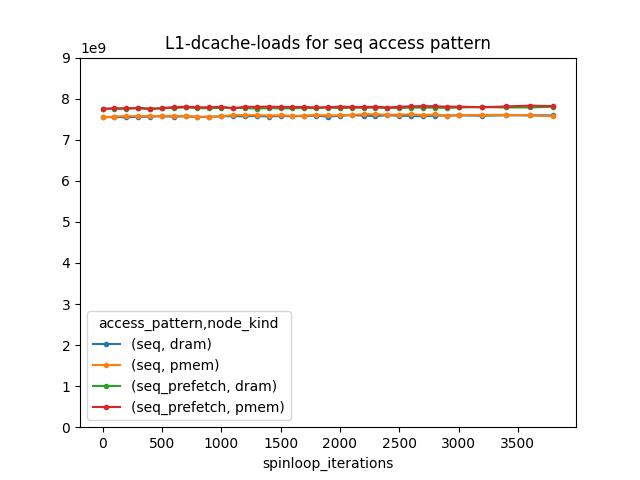 L1-dcache-loads for seq access pattern
1e9
9
8
7
6
5
4
3
2
1
0
access_pattern,node_kind
(seq, dram)
(seq, pmem)
(seq_prefetch, dram)
(seq_prefetch, pmem)
0 500 1000 1500 2000 2500 3000 3500
spinloop_iterations